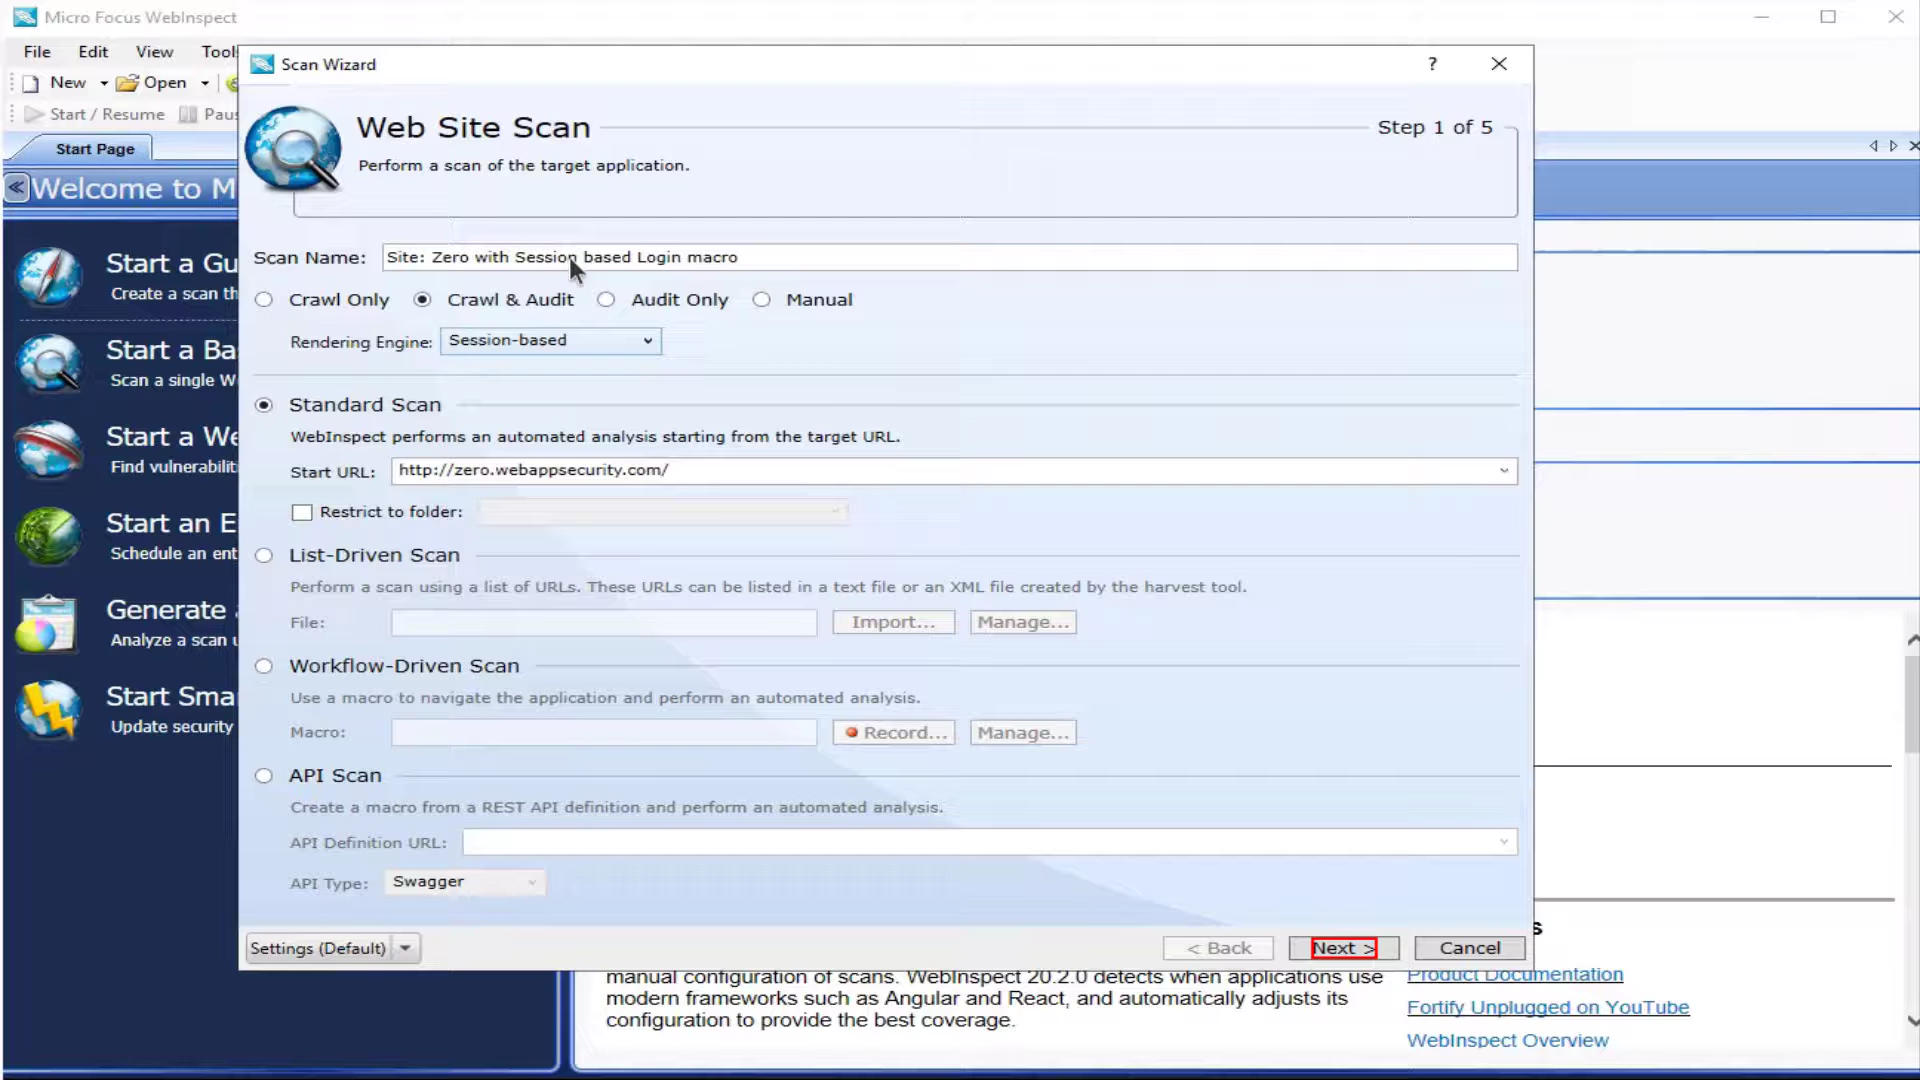 Micro Focus WebInspect
File Edit View Tool
New Open
Start / Resume Pau
Start Page
Welcome to M
Start a Gu
Create a scan th
Start a Ba
Scan a single W
Start a We
Find vulnerabiliti
Start an E
Schedule an ent
Generate a
Analyze a scan u
Start Sma
Update security
Scan Wizard ?
Web Site Scan Step 1 of 5
Perform a scan of the target application.
Scan Name: Site: Zero with Session based Login macro
Crawl Only Crawl & Audit Audit Only Manual
Rendering Engine: Session-based
Standard Scan
WebInspect performs an automated analysis starting from the target URL.
Start URL: http://zero.webappsecurity.com/
Restrict to folder:
List-Driven Scan
Perform a scan using a list of URLs. These URLs can be listed in a text file or an XML file created by the harvest tool.
File: Import... Manage...
Workflow-Driven Scan
Use a macro to navigate the application and perform an automated analysis.
Macro: Record... Manage...
API Scan
Create a macro from a REST API definition and perform an automated analysis.
API Definition URL:
API Type: Swagger
Settings (Default) < Back Next > Cancel
s
manual configuration of scans. WebInspect 20.2.0 detects when applications use
modern frameworks such as Angular and React, and automatically adjusts its
configuration to provide the best coverage.
Product Documentation
Fortify Unplugged on YouTube
WebInspect Overview